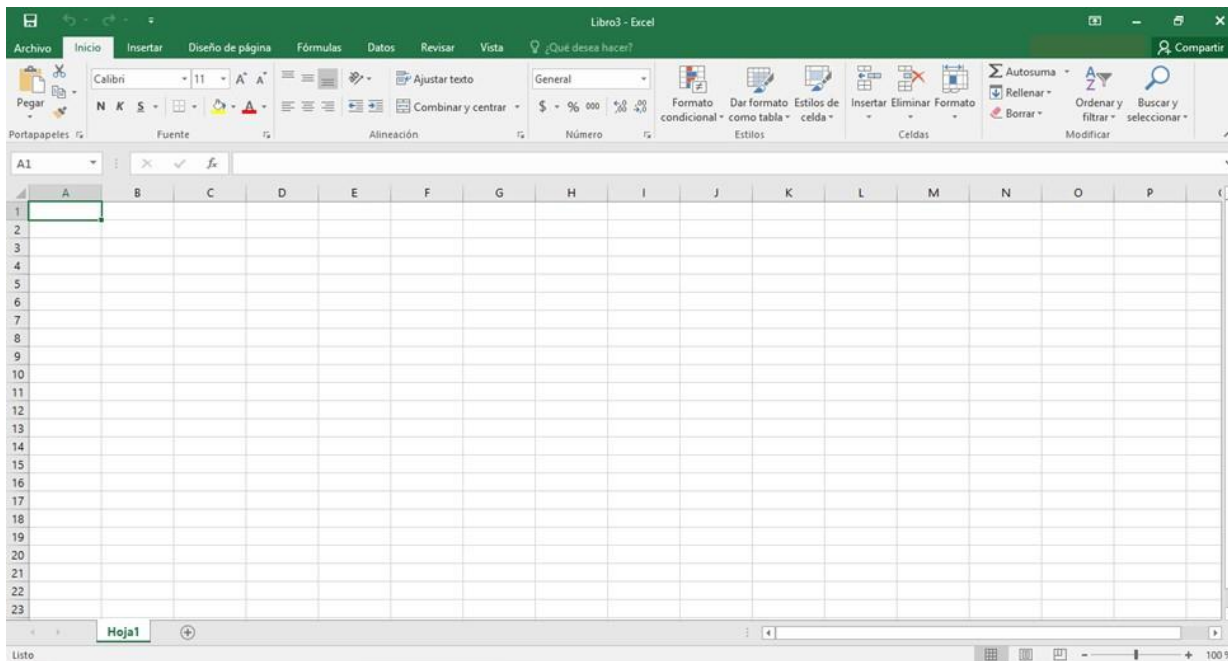 Libro3 - Excel
Archivo Inicio Insertar Diseño de página Fórmulas Datos Revisar Vista ¿Qué desea hacer? Compartir
Pegar
Calibri 11 A A
N K S A
Ajustar texto
Combinar y centrar
General
$ % 000
Formato condicional
Dar formato como tabla
Estilos de celda
Insertar Eliminar Formato
Autosuma
Rellenar
Borrar
Ordenar y filtrar
Buscar y seleccionar
Portapapeles Fuente Alineación Número Estilos Celdas Modificar
A1 fx
A B C D E F G H I J K L M N O P
1
2
3
4
5
6
7
8
9
10
11
12
13
14
15
16
17
18
19
20
21
22
23
Hoja1
Listo 100